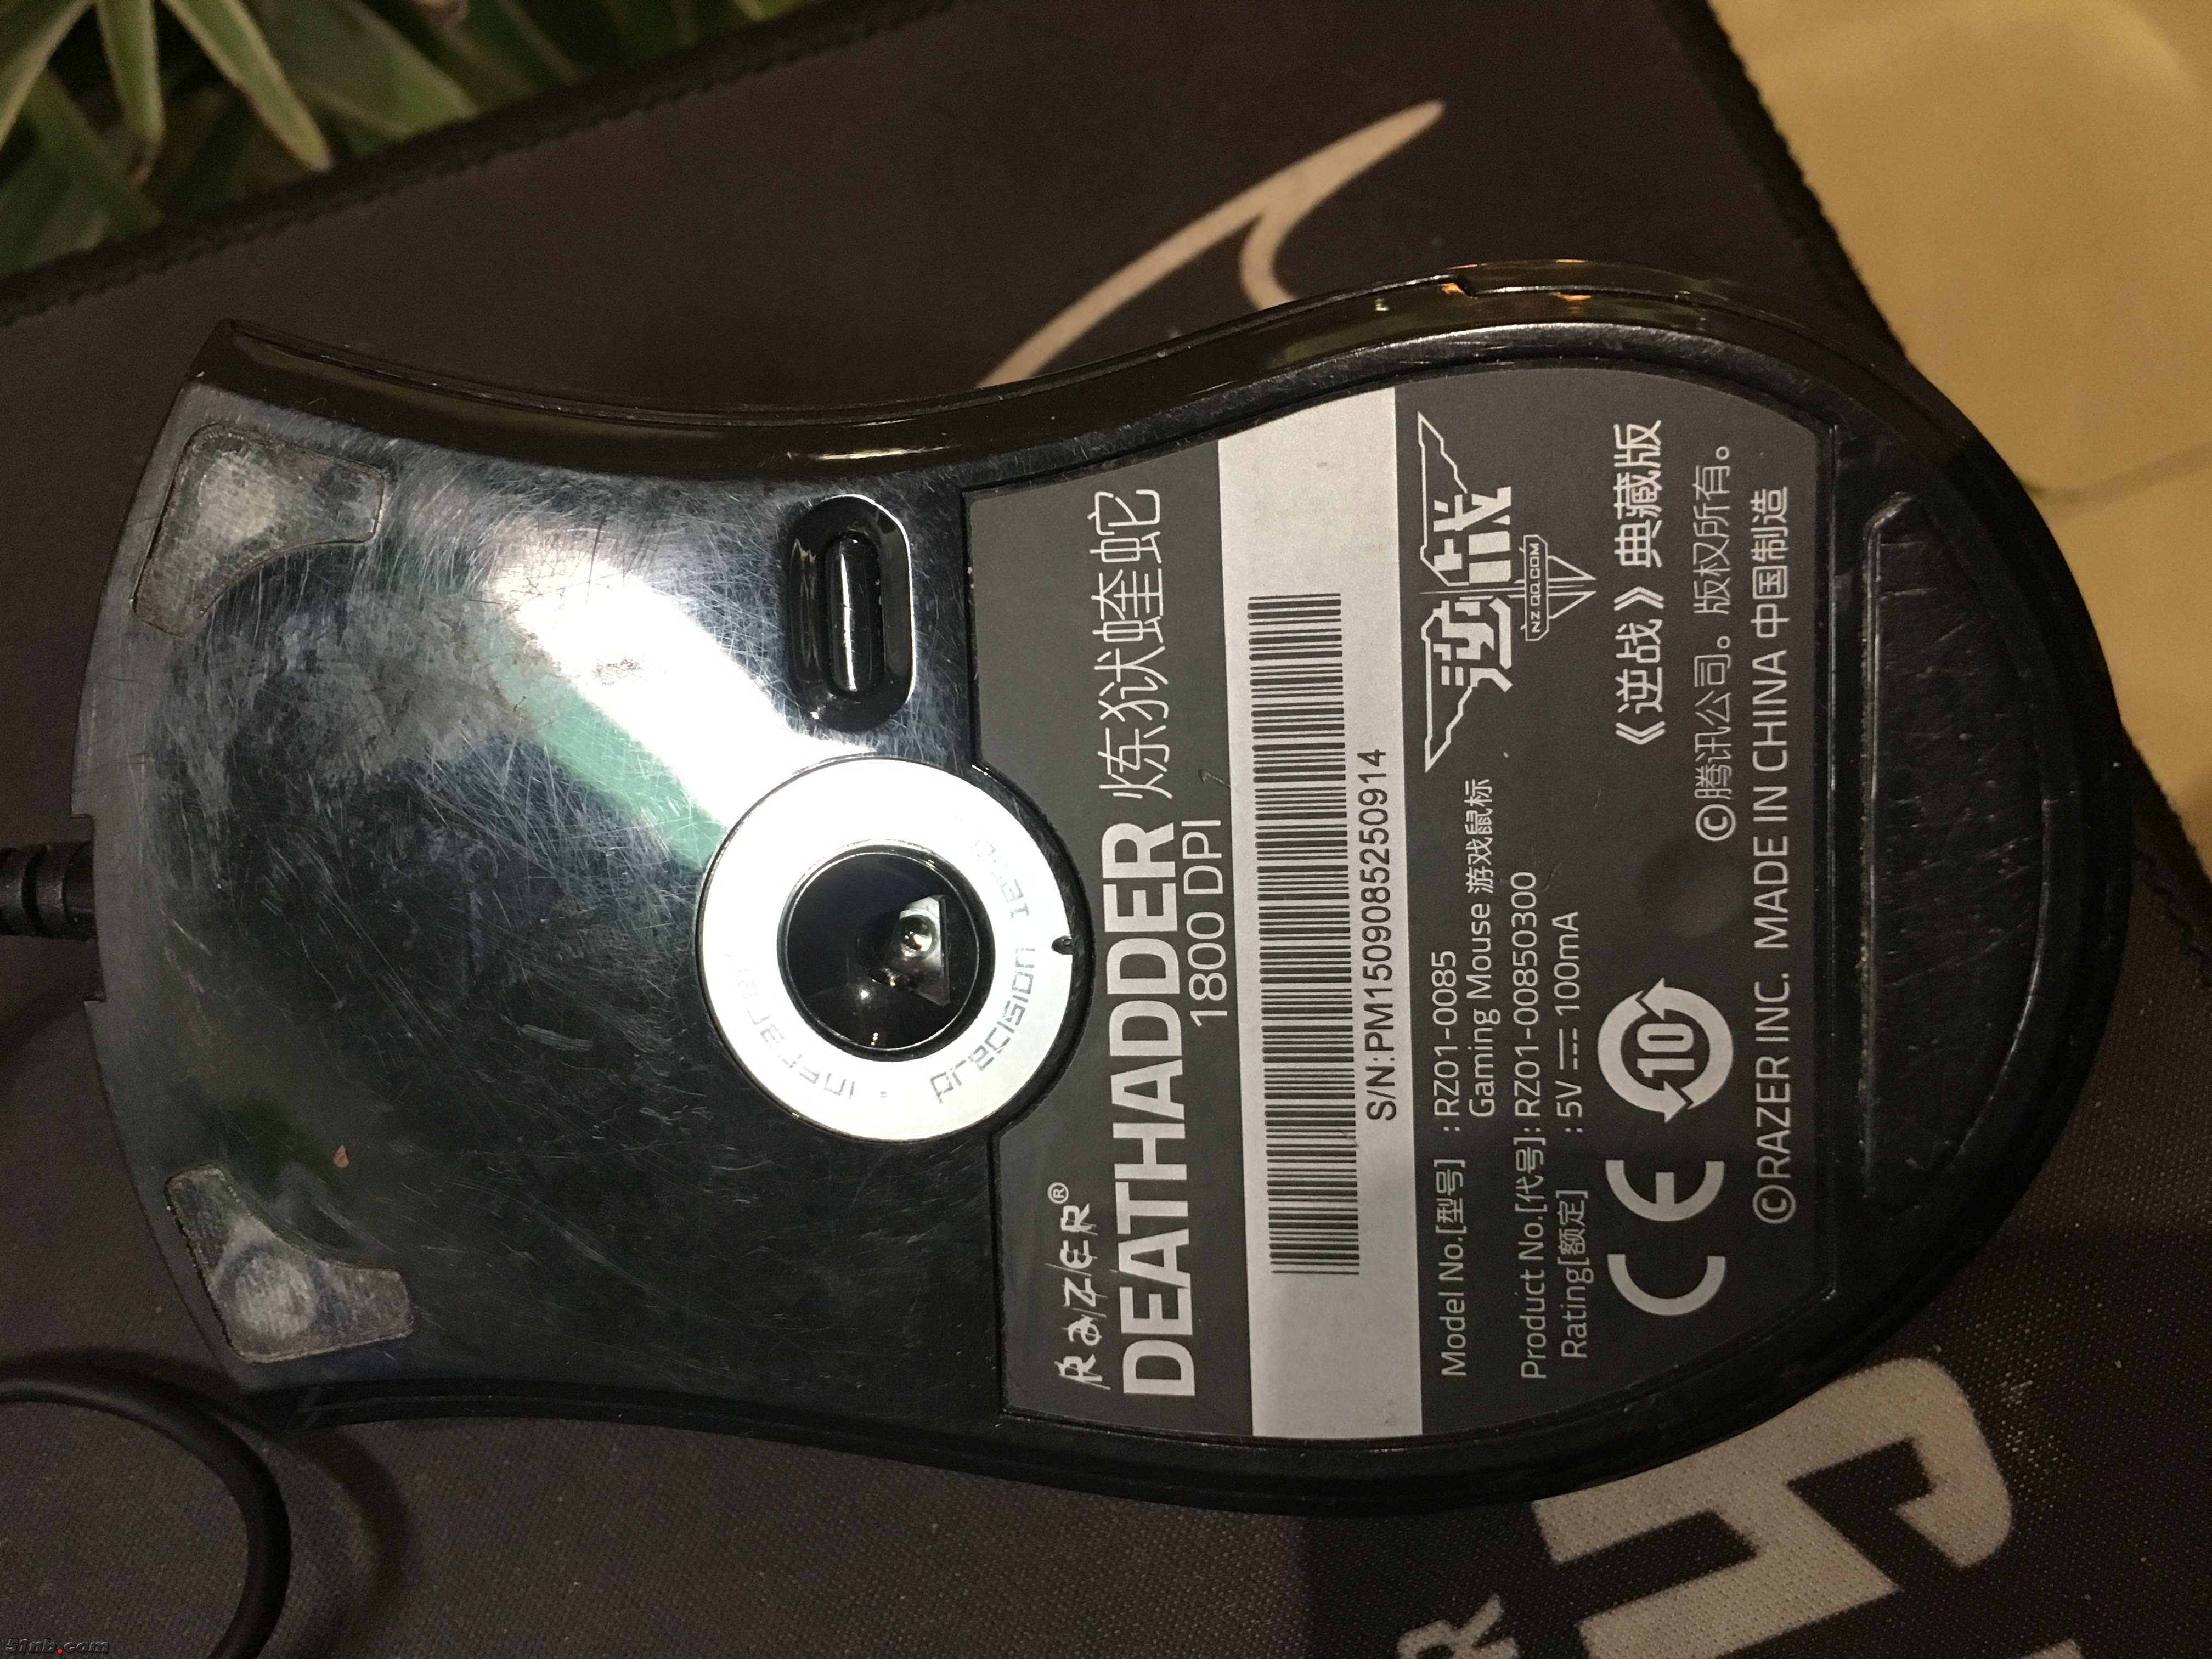 RAZER®
DEATHADDER 炼狱蝰蛇
1800 DPI
S/N:PM1509085250914
Model No.[型号] : RZ01-0085
Gaming Mouse 游戏鼠标
Product No.[代号]: RZ01-00850300
Rating[额定] : 5V ⎓ 100mA
逆战
NZ.QQ.COM
《逆战》典藏版
CE
10
©腾讯公司。版权所有。
©RAZER INC. MADE IN CHINA 中国制造
precision 1800
infrared
51nb.com